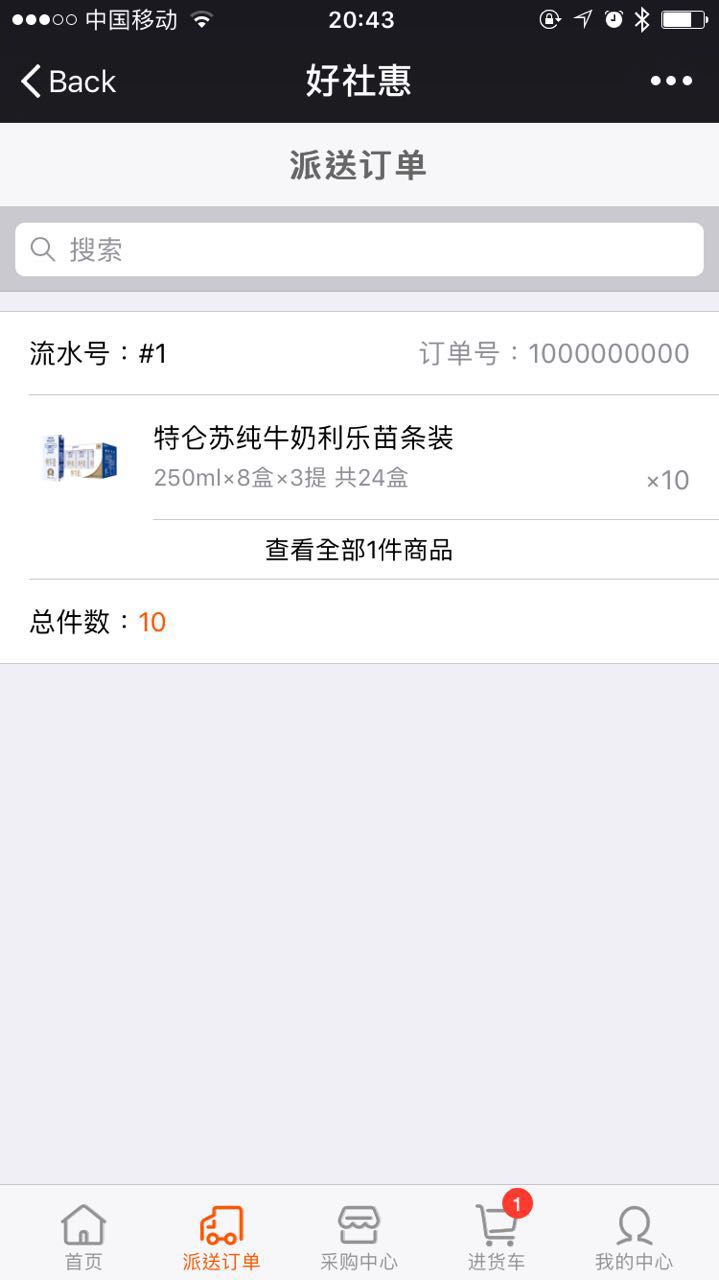 中国移动 20:43
Back 好社惠
派送订单
搜索
流水号：#1 订单号：1000000000
特仑苏纯牛奶利乐苗条装
250ml×8盒×3提 共24盒 ×10
查看全部1件商品
总件数：10
1
首页 派送订单 采购中心 进货车 我的中心